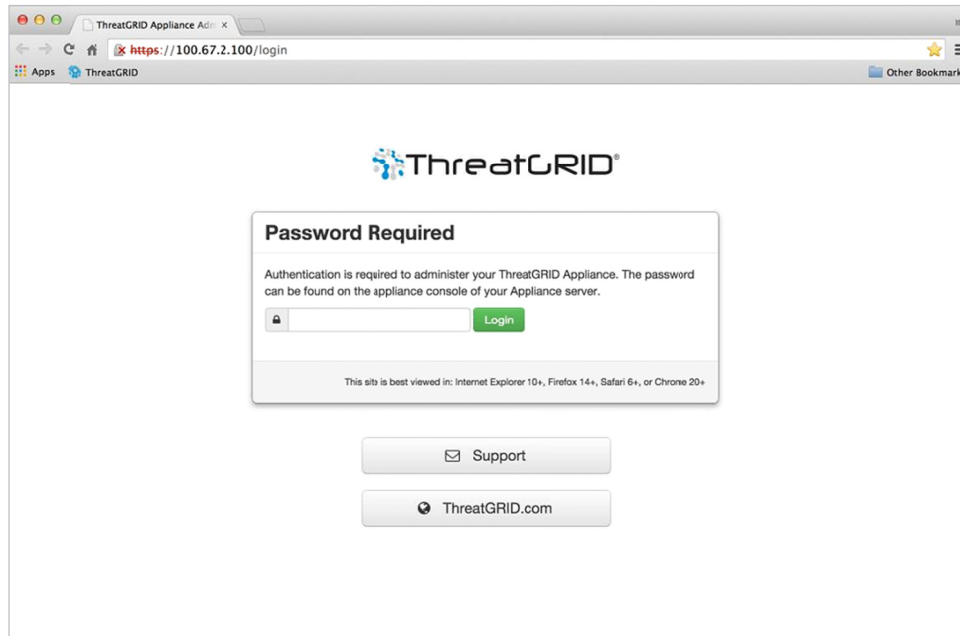 ThreatGRID Appliance Adm
https://100.67.2.100/login
Apps ThreatGRID Other Bookmark
ThreatGRID®
Password Required
Authentication is required to administer your ThreatGRID Appliance. The password
can be found on the appliance console of your Appliance server.
Login
This site is best viewed in: Internet Explorer 10+, Firefox 14+, Safari 6+, or Chrome 20+
Support
ThreatGRID.com